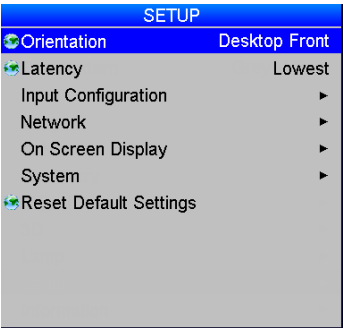 SETUP
Orientation Desktop Front
Latency Lowest
Input Configuration
Network
On Screen Display
System
Reset Default Settings